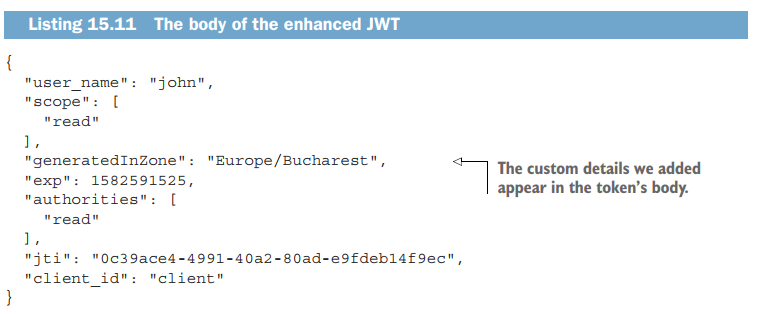 Listing 15.11 The body of the enhanced JWT
{
"user_name": "john",
"scope": [
"read"
],
"generatedInZone": "Europe/Bucharest",
"exp": 1582591525,
"authorities": [
"read"
],
"jti": "0c39ace4-4991-40a2-80ad-e9fdeb14f9ec",
"client_id": "client"
}
The custom details we added
appear in the token's body.